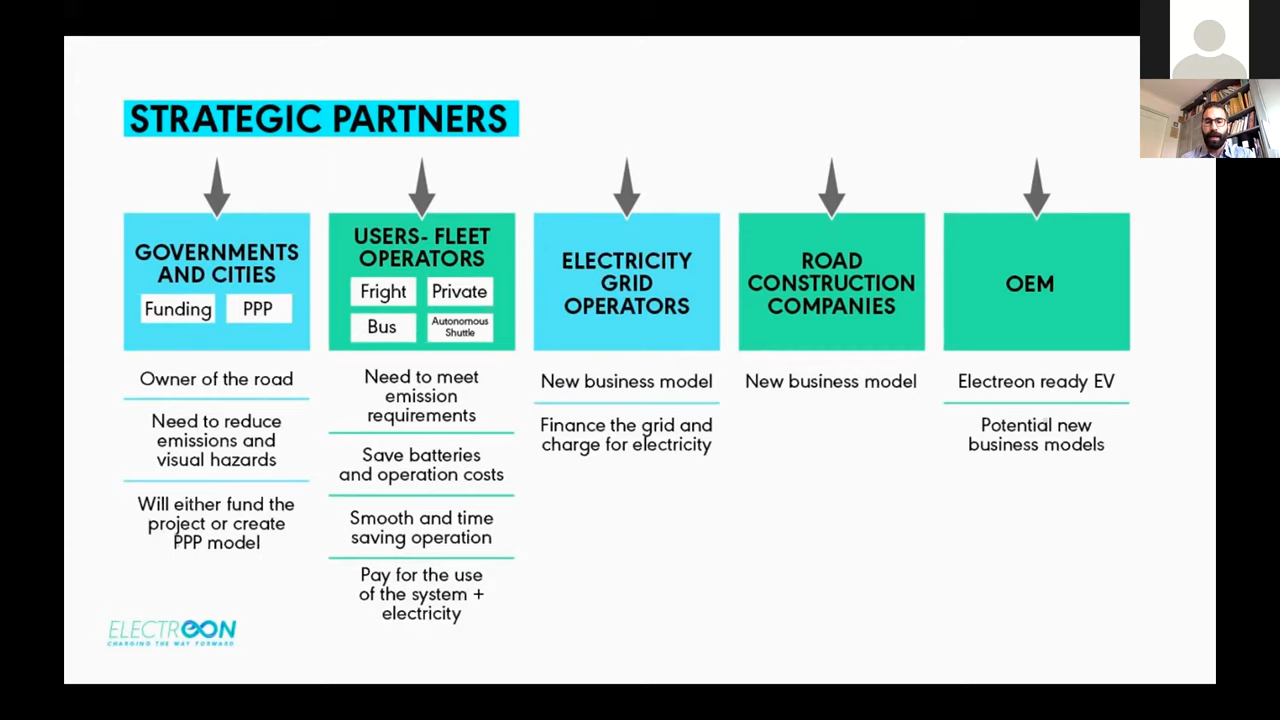 STRATEGIC PARTNERS
GOVERNMENTS
AND CITIES
Funding
PPP
Owner of the road
Need to reduce
emissions and
visual hazards
Will either fund the
project or create
PPP model
USERS- FLEET
OPERATORS
Fright
Private
Bus
Autonomous
Shuttle
Need to meet
emission
requirements
Save batteries
and operation costs
Smooth and time
saving operation
Pay for the use
of the system +
electricity
ELECTRICITY
GRID
OPERATORS
New business model
Finance the grid and
charge for electricity
ROAD
CONSTRUCTION
COMPANIES
New business model
OEM
Electreon ready EV
Potential new
business models
ELECTREON
CHARGING THE WAY FORWARD